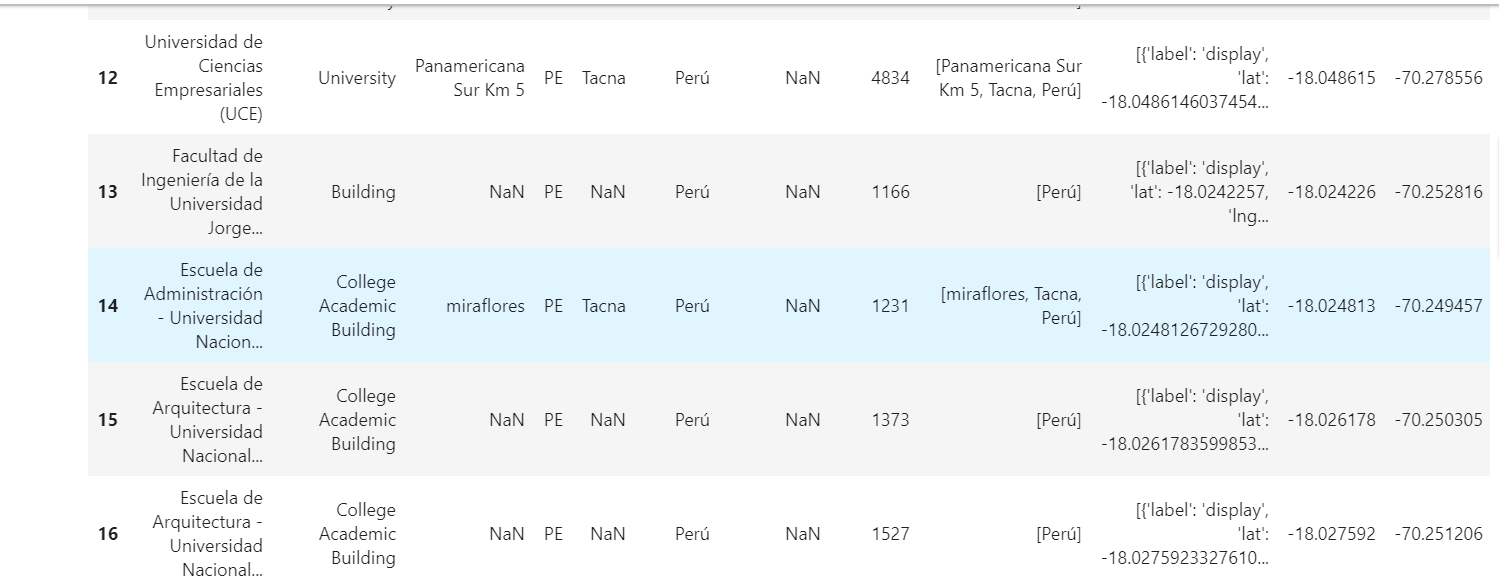 12 Universidad de Ciencias Empresariales (UCE) University Panamericana Sur Km 5 PE Tacna Perú NaN 4834 [Panamericana Sur Km 5, Tacna, Perú] [{'label': 'display', 'lat': -18.0486146037454... -18.048615 -70.278556
13 Facultad de Ingeniería de la Universidad Jorge... Building NaN PE NaN Perú NaN 1166 [Perú] [{'label': 'display', 'lat': -18.0242257, 'lng... -18.024226 -70.252816
14 Escuela de Administración - Universidad Nacion... College Academic Building miraflores PE Tacna Perú NaN 1231 [miraflores, Tacna, Perú] [{'label': 'display', 'lat': -18.0248126729280... -18.024813 -70.249457
15 Escuela de Arquitectura - Universidad Nacional... College Academic Building NaN PE NaN Perú NaN 1373 [Perú] [{'label': 'display', 'lat': -18.0261783599853... -18.026178 -70.250305
16 Escuela de Arquitectura - Universidad Nacional... College Academic Building NaN PE NaN Perú NaN 1527 [Perú] [{'label': 'display', 'lat': -18.0275923327610... -18.027592 -70.251206